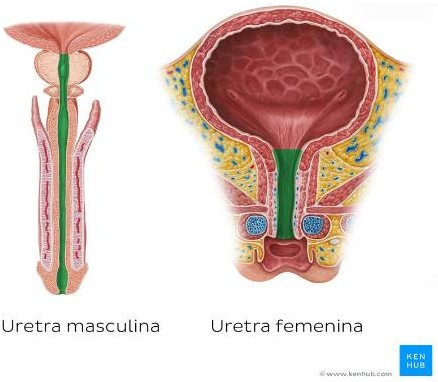 Uretra masculina
Uretra femenina
KEN
HUB
© www.kenhub.com